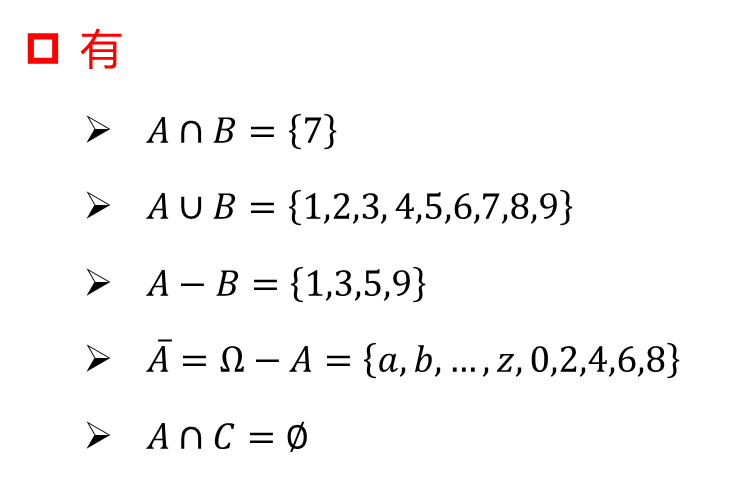 有
A ∩ B = {7}
A ∪ B = {1,2,3, 4,5,6,7,8,9}
A − B = {1,3,5,9}
Ā = Ω − A = {a, b, … , z, 0,2,4,6,8}
A ∩ C = ∅